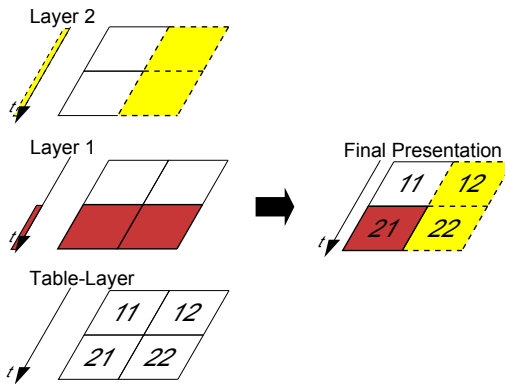 Layer 2
t
Layer 1
t
Final Presentation
11 12
21 22
t
Table-Layer
11 12
21 22
t